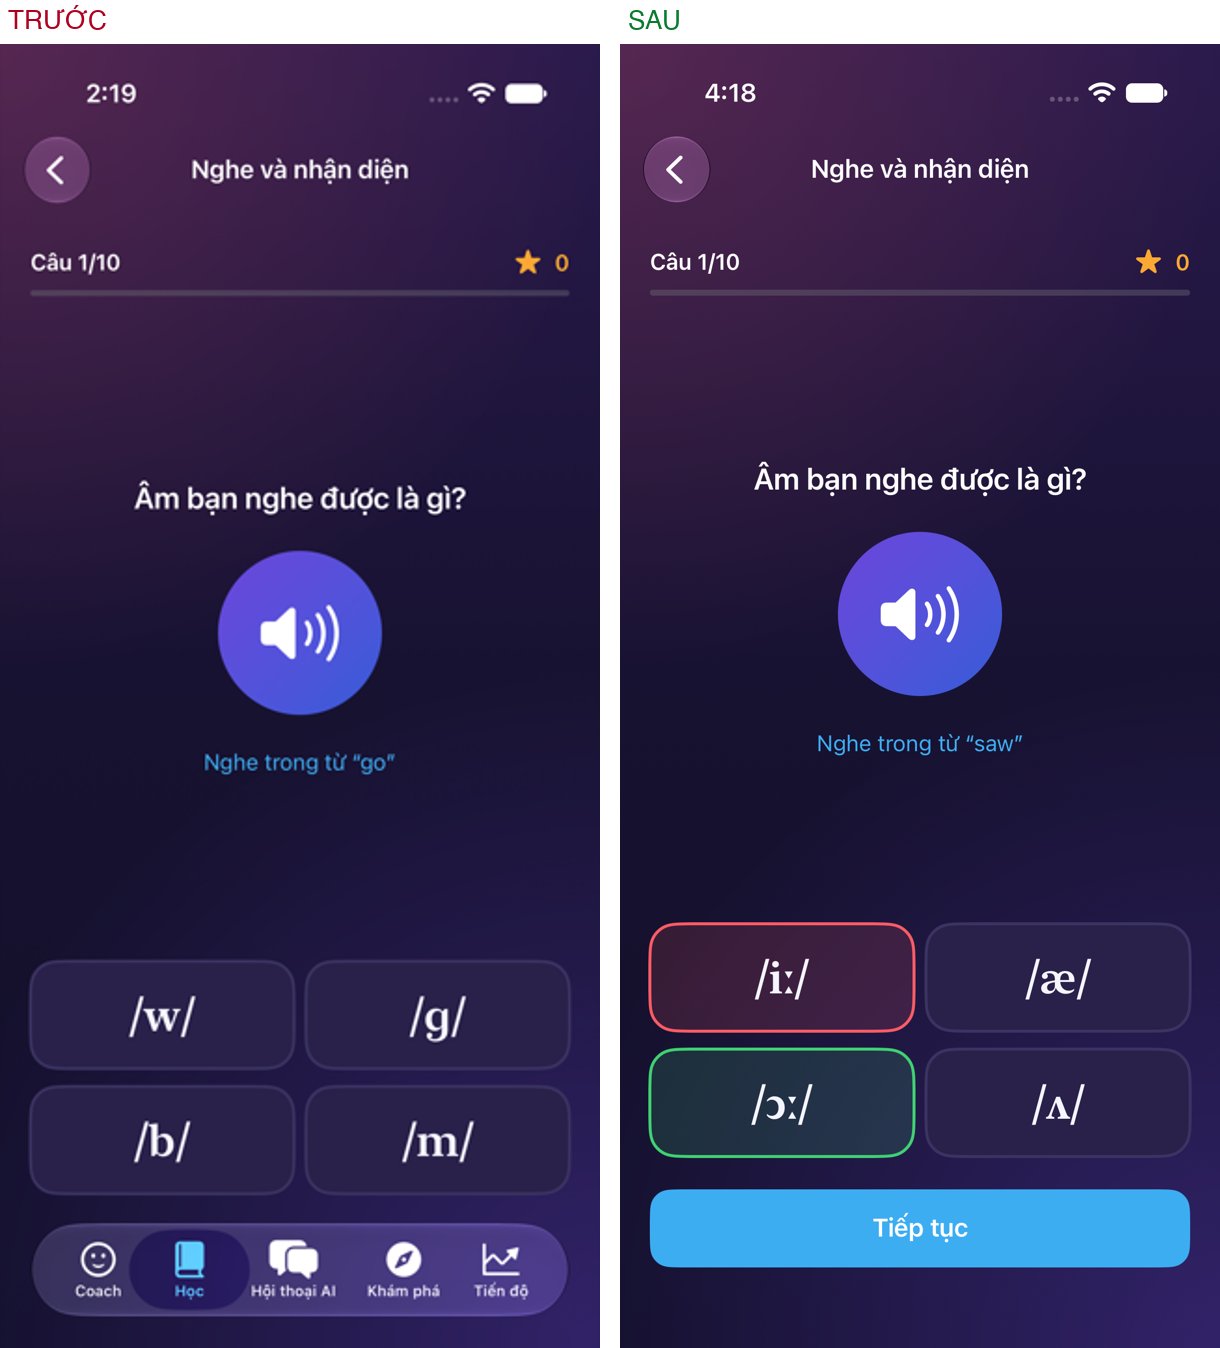 TRƯỚC
2:19
Nghe và nhận diện
Câu 1/10
0
Âm bạn nghe được là gì?
Nghe trong từ “go”
/w/
/g/
/b/
/m/
Coach
Học
Hội thoại AI
Khám phá
Tiến độ
SAU
4:18
Nghe và nhận diện
Câu 1/10
0
Âm bạn nghe được là gì?
Nghe trong từ “saw”
/iː/
/æ/
/ɔː/
/ʌ/
Tiếp tục